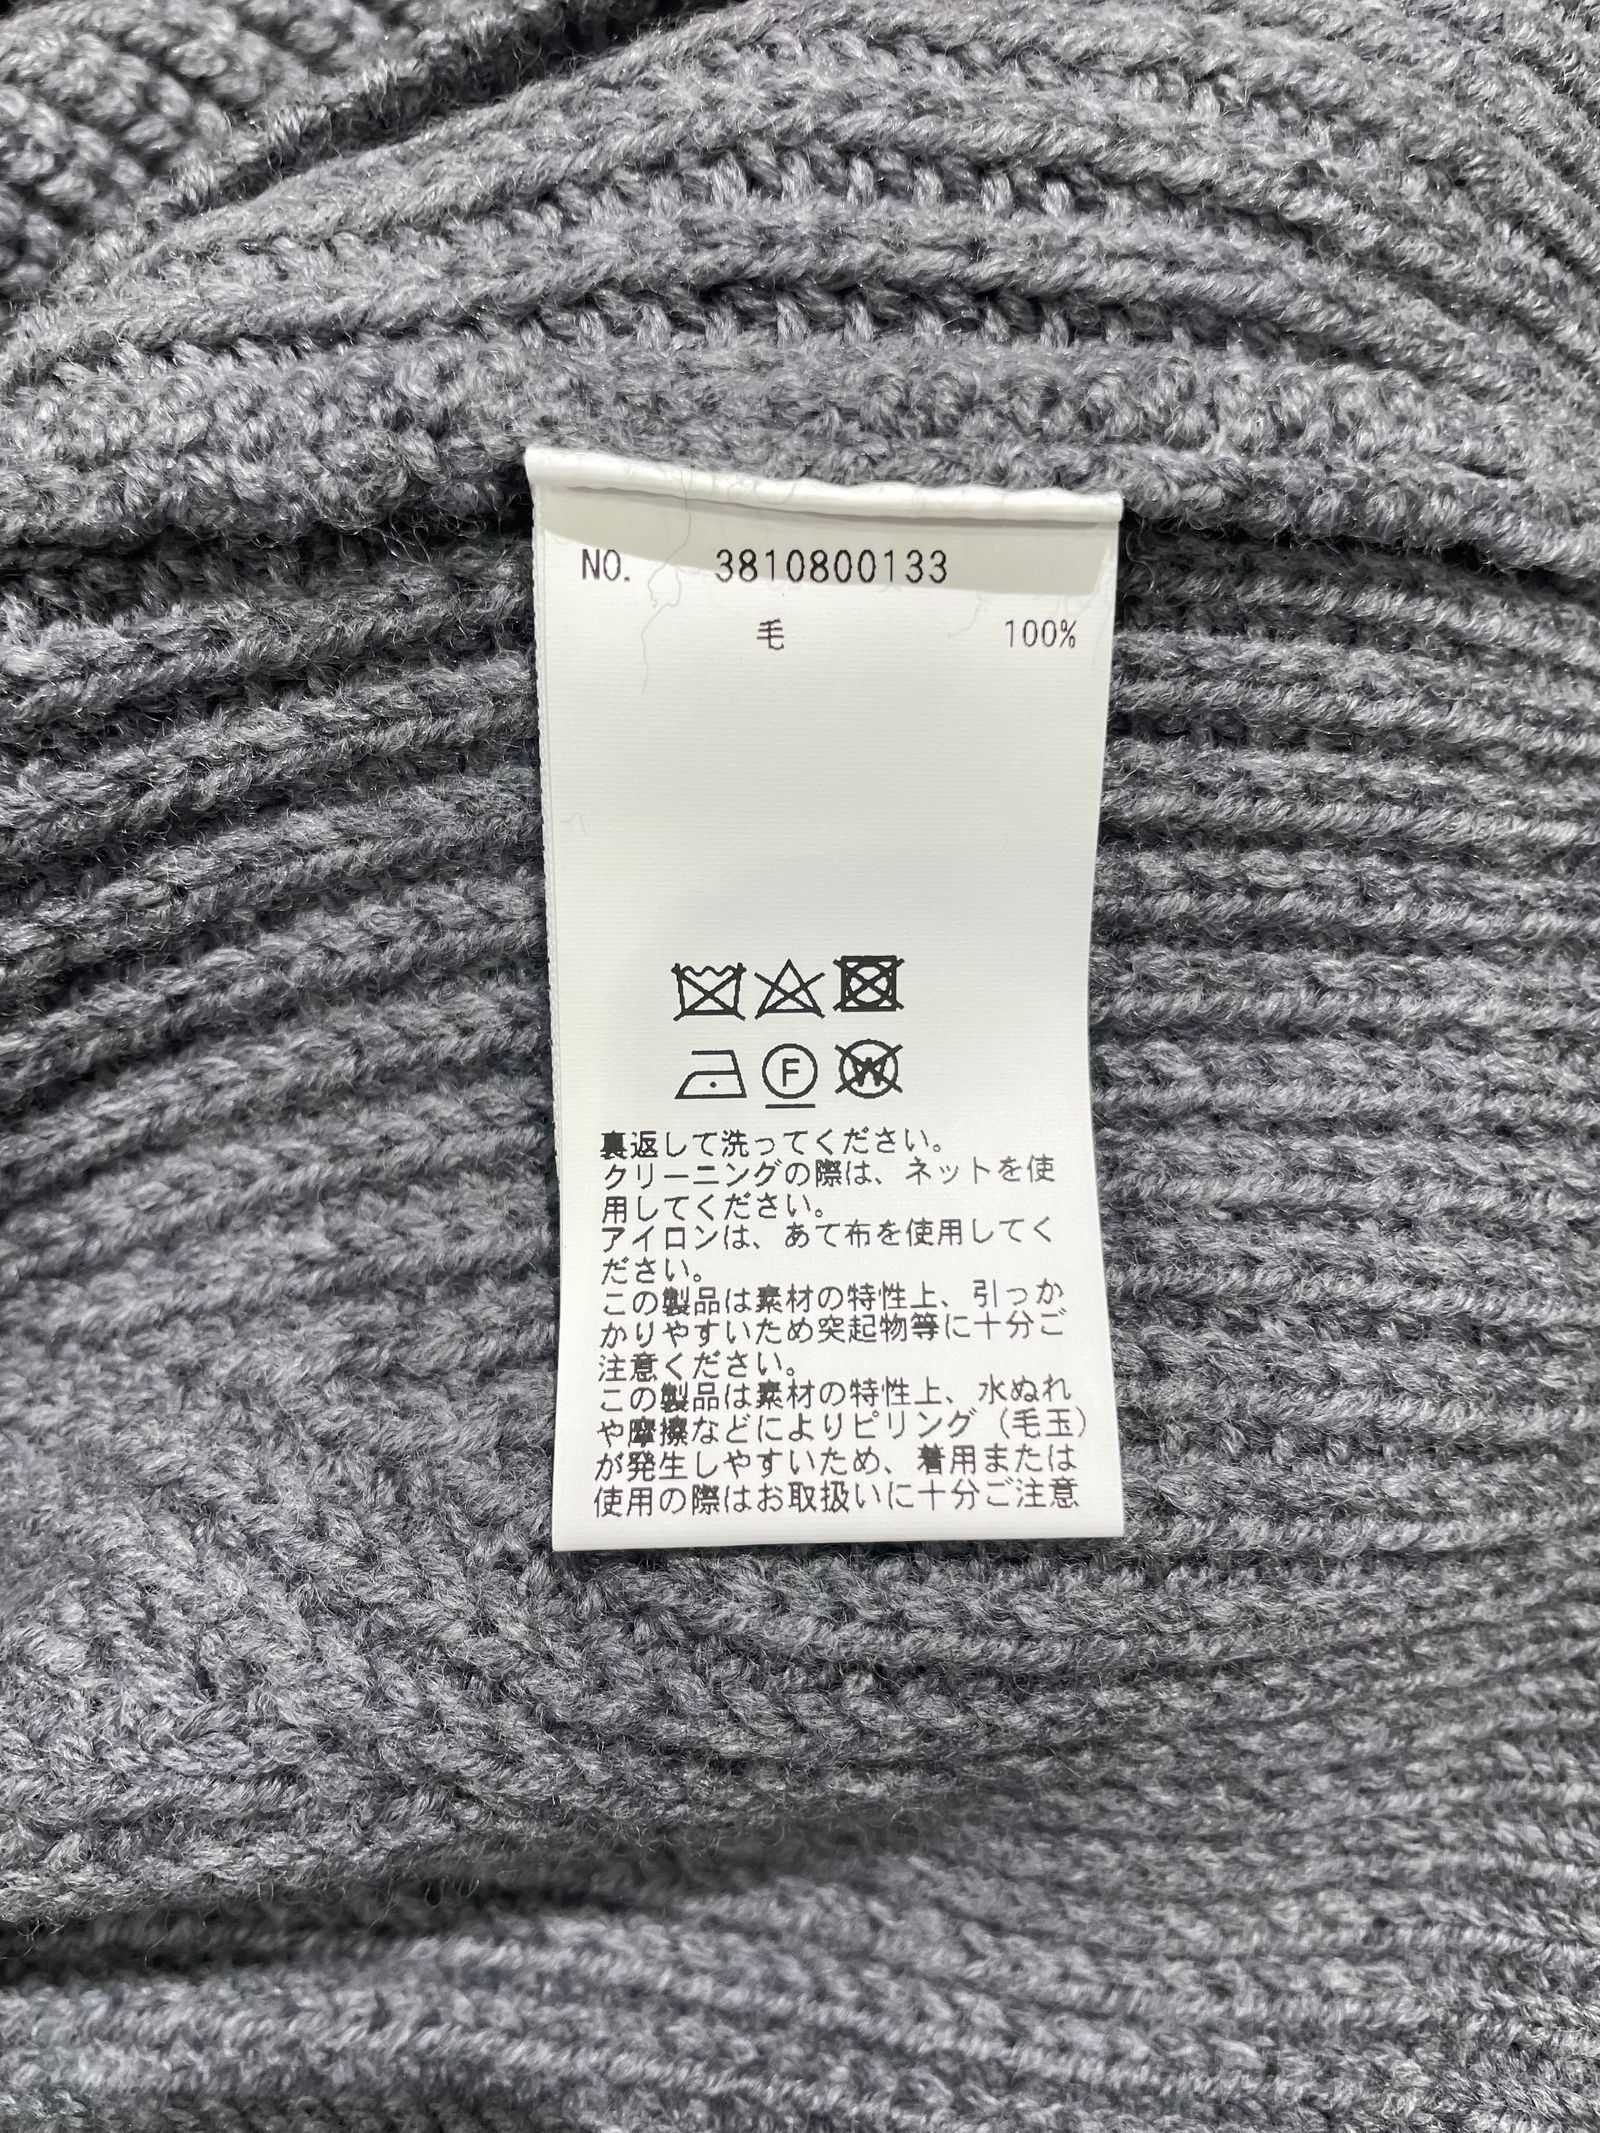 NO. 3810800133
毛 100%
F W
裏返して洗ってください。
クリーニングの際は、ネットを使
用してください。
アイロンは、あて布を使用してく
ださい。
この製品は素材の特性上、引っか
かりやすいため突起物等に十分ご
注意ください。
この製品は素材の特性上、水ぬれ
や摩擦などによりピリング（毛玉）
が発生しやすいため、着用または
使用の際はお取扱いに十分ご注意